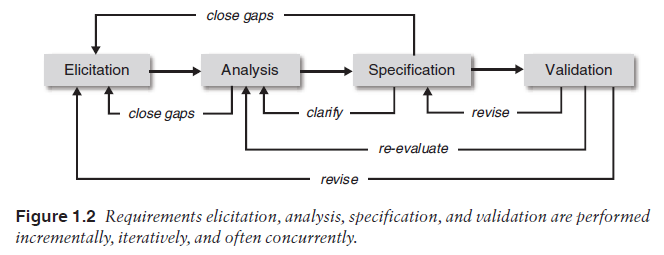 close gaps
Elicitation Analysis Specification Validation
close gaps clarify revise
re-evaluate
revise
Figure 1.2 Requirements elicitation, analysis, specification, and validation are performed
incrementally, iteratively, and often concurrently.